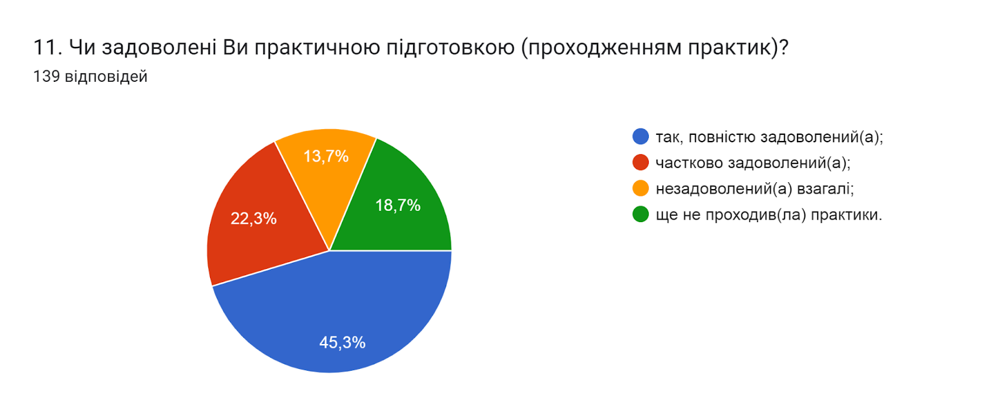 11. Чи задоволені Ви практичною підготовкою (проходженням практик)?
139 відповідей
так, повністю задоволений(а);
частково задоволений(а);
незадоволений(а) взагалі;
ще не проходив(ла) практики.
13,7%
18,7%
22,3%
45,3%